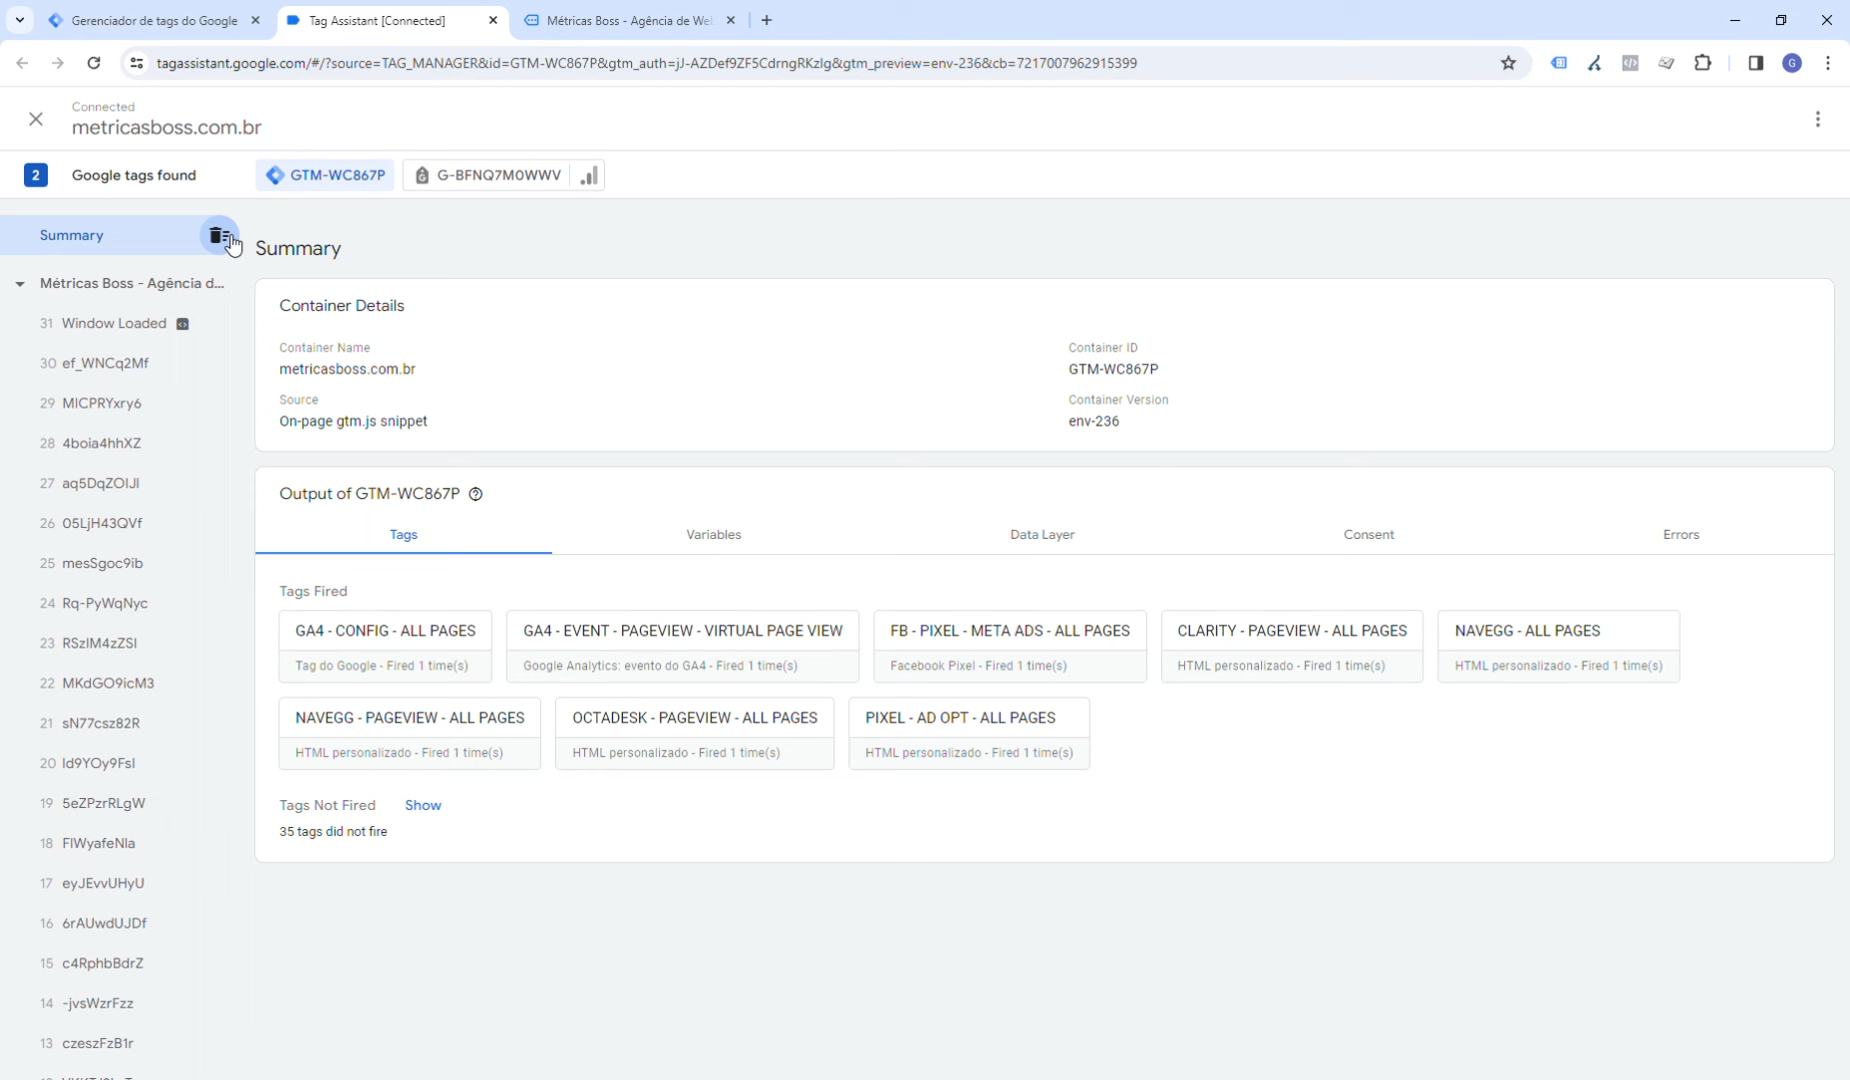 Gerenciador de tags do Google
Tag Assistant [Connected]
Métricas Boss - Agência de We
tagassistant.google.com/#/?source=TAG_MANAGER&id=GTM-WC867P&gtm_auth=jJ-AZDef9ZF5CdrngRKzIg&gtm_preview=env-236&cb=7217007962915399
G
Connected
metricasboss.com.br
2 Google tags found
GTM-WC867P
G-BFNQ7M0WWV
Summary
Métricas Boss - Agência d...
31 Window Loaded
30 ef_WNCq2Mf
29 MlCPRYxry6
28 4boia4hhXZ
27 aq5DqZOIJl
26 05LjH43QVf
25 mesSgoc9ib
24 Rq-PyWqNyc
23 RSzIM4zZSI
22 MKdGO9icM3
21 sN77csz82R
20 Id9YOy9FsI
19 5eZPzrRLgW
18 FIWyafeNla
17 eyJEvvUHyU
16 6rAUwdUJDf
15 c4RphbBdrZ
14 -jvsWzrFzz
13 czeszFzB1r
Summary
Container Details
Container Name
metricasboss.com.br
Container ID
GTM-WC867P
Source
On-page gtm.js snippet
Container Version
env-236
Output of GTM-WC867P
Tags
Variables
Data Layer
Consent
Errors
Tags Fired
GA4 - CONFIG - ALL PAGES
Tag do Google - Fired 1 time(s)
GA4 - EVENT - PAGEVIEW - VIRTUAL PAGE VIEW
Google Analytics: evento do GA4 - Fired 1 time(s)
FB - PIXEL - META ADS - ALL PAGES
Facebook Pixel - Fired 1 time(s)
CLARITY - PAGEVIEW - ALL PAGES
HTML personalizado - Fired 1 time(s)
NAVEGG - ALL PAGES
HTML personalizado - Fired 1 time(s)
NAVEGG - PAGEVIEW - ALL PAGES
HTML personalizado - Fired 1 time(s)
OCTADESK - PAGEVIEW - ALL PAGES
HTML personalizado - Fired 1 time(s)
PIXEL - AD OPT - ALL PAGES
HTML personalizado - Fired 1 time(s)
Tags Not Fired
Show
35 tags did not fire